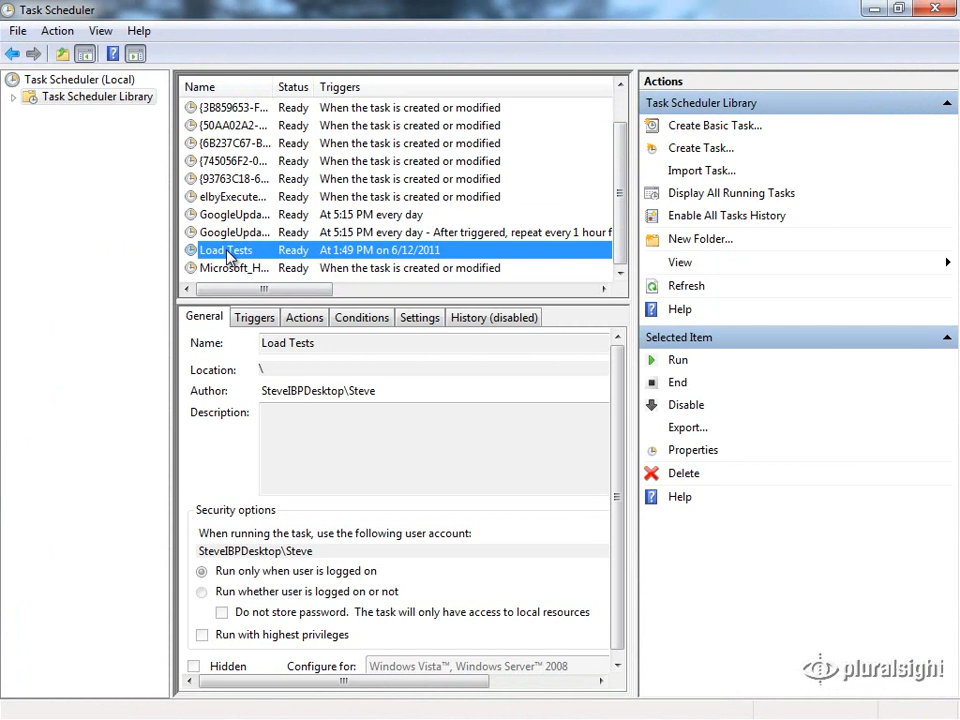 Task Scheduler
File Action View Help
Task Scheduler (Local)
Task Scheduler Library
Name Status Triggers
{3B859653-F... Ready When the task is created or modified
{50AA02A2-... Ready When the task is created or modified
{6B237C67-B... Ready When the task is created or modified
{745056F2-0... Ready When the task is created or modified
{93763C18-6... Ready When the task is created or modified
elbyExecute... Ready When the task is created or modified
GoogleUpda... Ready At 5:15 PM every day
GoogleUpda... Ready At 5:15 PM every day - After triggered, repeat every 1 hour f
Load Tests Ready At 1:49 PM on 6/12/2011
Microsoft_H... Ready When the task is created or modified
General Triggers Actions Conditions Settings History (disabled)
Name: Load Tests
Location: \
Author: SteveIBPDesktop\Steve
Description:
Security options
When running the task, use the following user account:
SteveIBPDesktop\Steve
Run only when user is logged on
Run whether user is logged on or not
Do not store password. The task will only have access to local resources
Run with highest privileges
Hidden Configure for: Windows Vista™, Windows Server™ 2008
Actions
Task Scheduler Library
Create Basic Task...
Create Task...
Import Task...
Display All Running Tasks
Enable All Tasks History
New Folder...
View
Refresh
Help
Selected Item
Run
End
Disable
Export...
Properties
Delete
Help
pluralsight